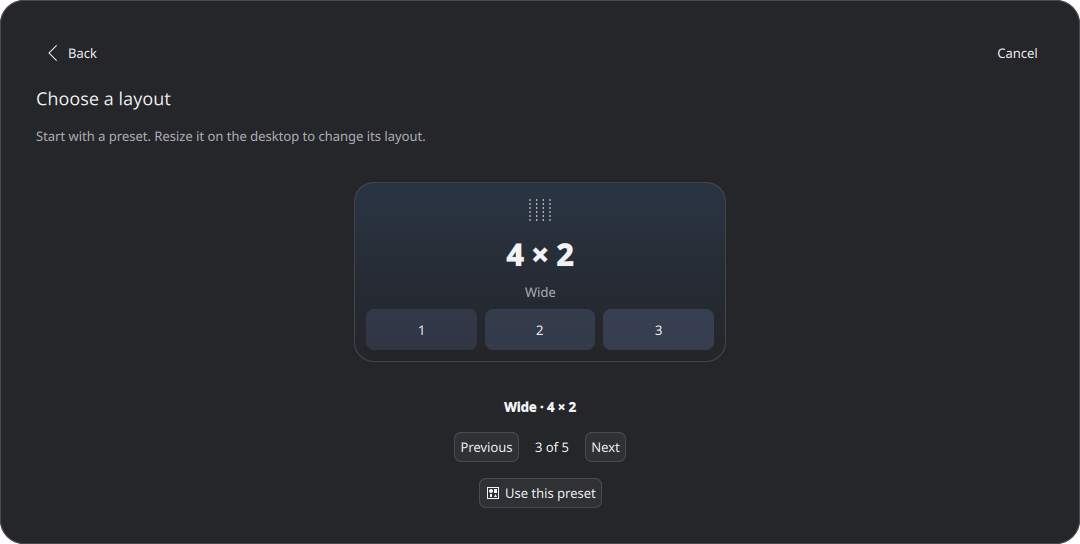 Back
Cancel
Choose a layout
Start with a preset. Resize it on the desktop to change its layout.
4 × 2
Wide
1
2
3
Wide · 4 × 2
Previous
3 of 5
Next
Use this preset